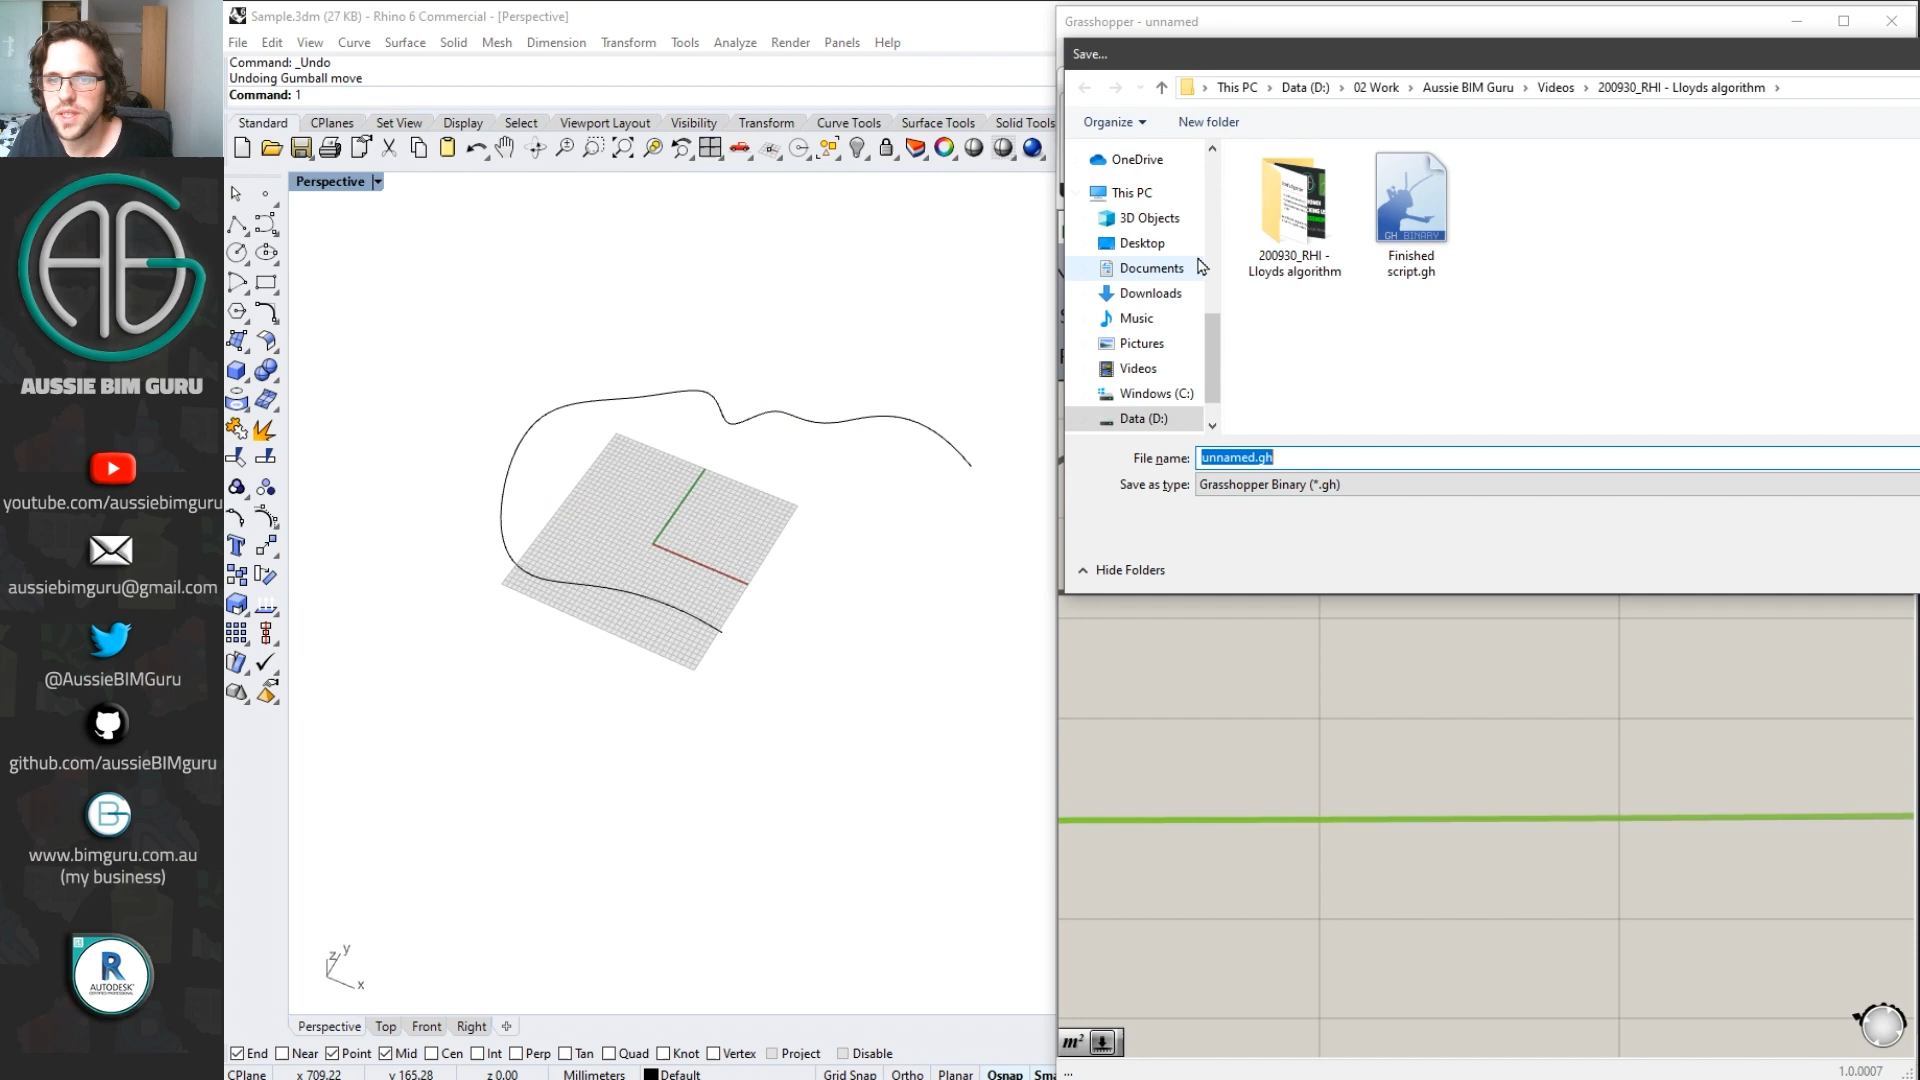 Sample.3dm (27 KB) - Rhino 6 Commercial - [Perspective]
File Edit View Curve Surface Solid Mesh Dimension Transform Tools Analyze Render Panels Help
Command: _Undo
Undoing Gumball move
Command: 1
Standard CPlanes Set View Display Select Viewport Layout Visibility Transform Curve Tools Surface Tools Solid Tools
Perspective
AUSSIE BIM GURU
youtube.com/aussiebimguru
aussiebimguru@gmail.com
@AussieBIMGuru
github.com/aussieBIMguru
www.bimguru.com.au
(my business)
R
AUTODESK
CERTIFIED PROFESSIONAL
z y
x
Perspective Top Front Right
End Near Point Mid Cen Int Perp Tan Quad Knot Vertex Project Disable
CPlane x 709.22 y 165.28 z 0.00 Millimeters Default Grid Snap Ortho Planar Osnap Sma
Grasshopper - unnamed
Save...
This PC > Data (D:) > 02 Work > Aussie BIM Guru > Videos > 200930_RHI - Lloyds algorithm >
Organize New folder
OneDrive
This PC
3D Objects
Desktop
Documents
Downloads
Music
Pictures
Videos
Windows (C:)
Data (D:)
200930_RHI -
Lloyds algorithm
GH BINARY
Finished
script.gh
File name: unnamed.gh
Save as type: Grasshopper Binary (*.gh)
Hide Folders
m²
...
1.0.0007